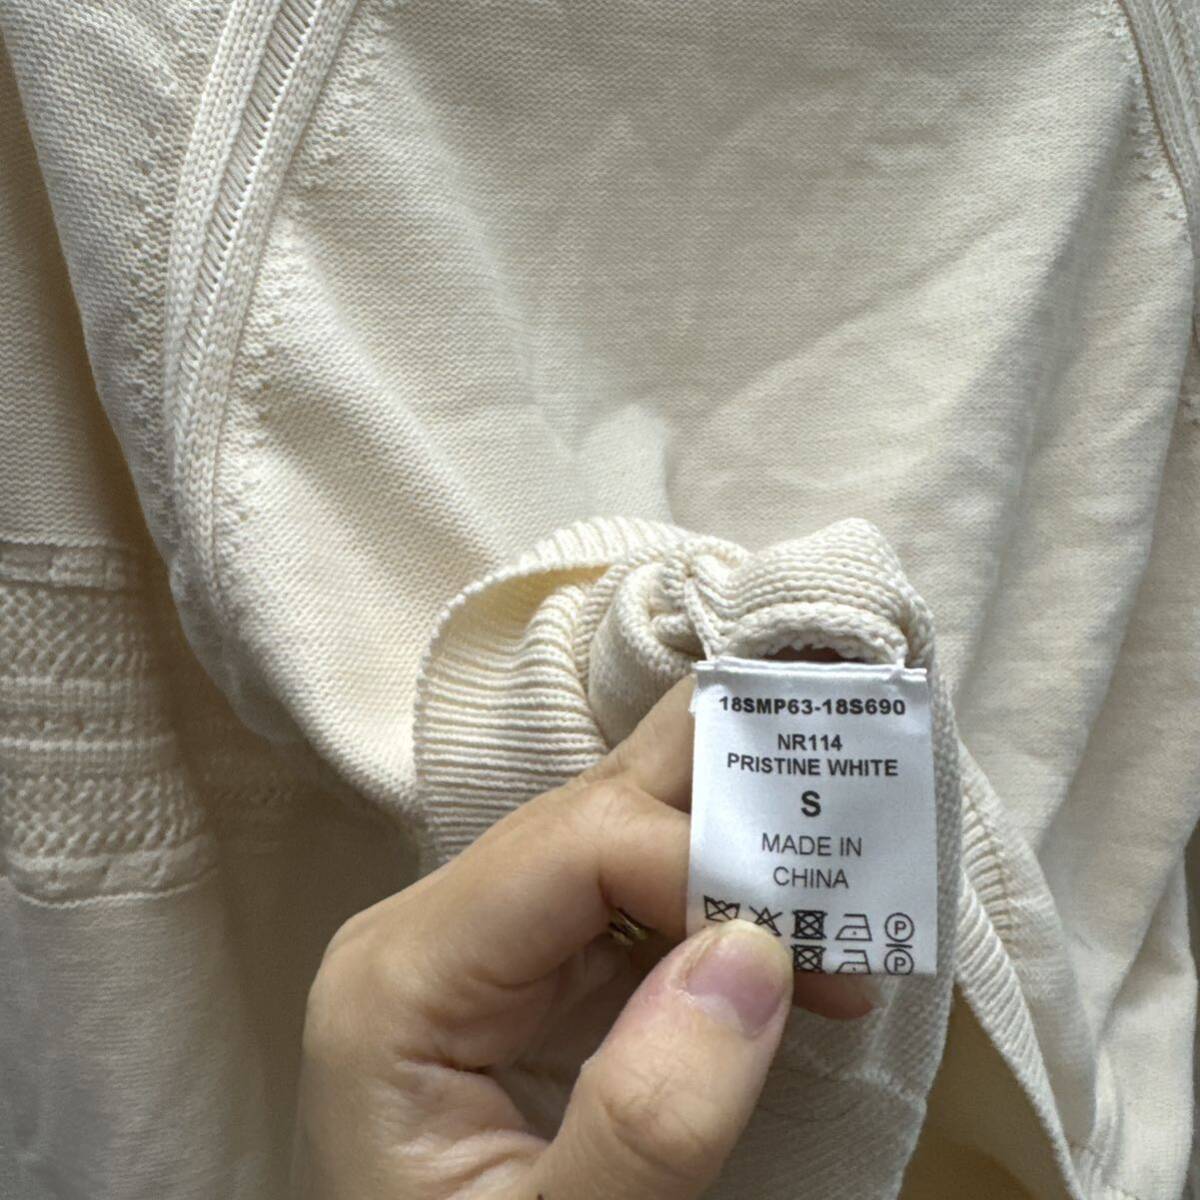 18SMP63-18S690
NR114
PRISTINE WHITE
S
MADE IN
CHINA
P
P